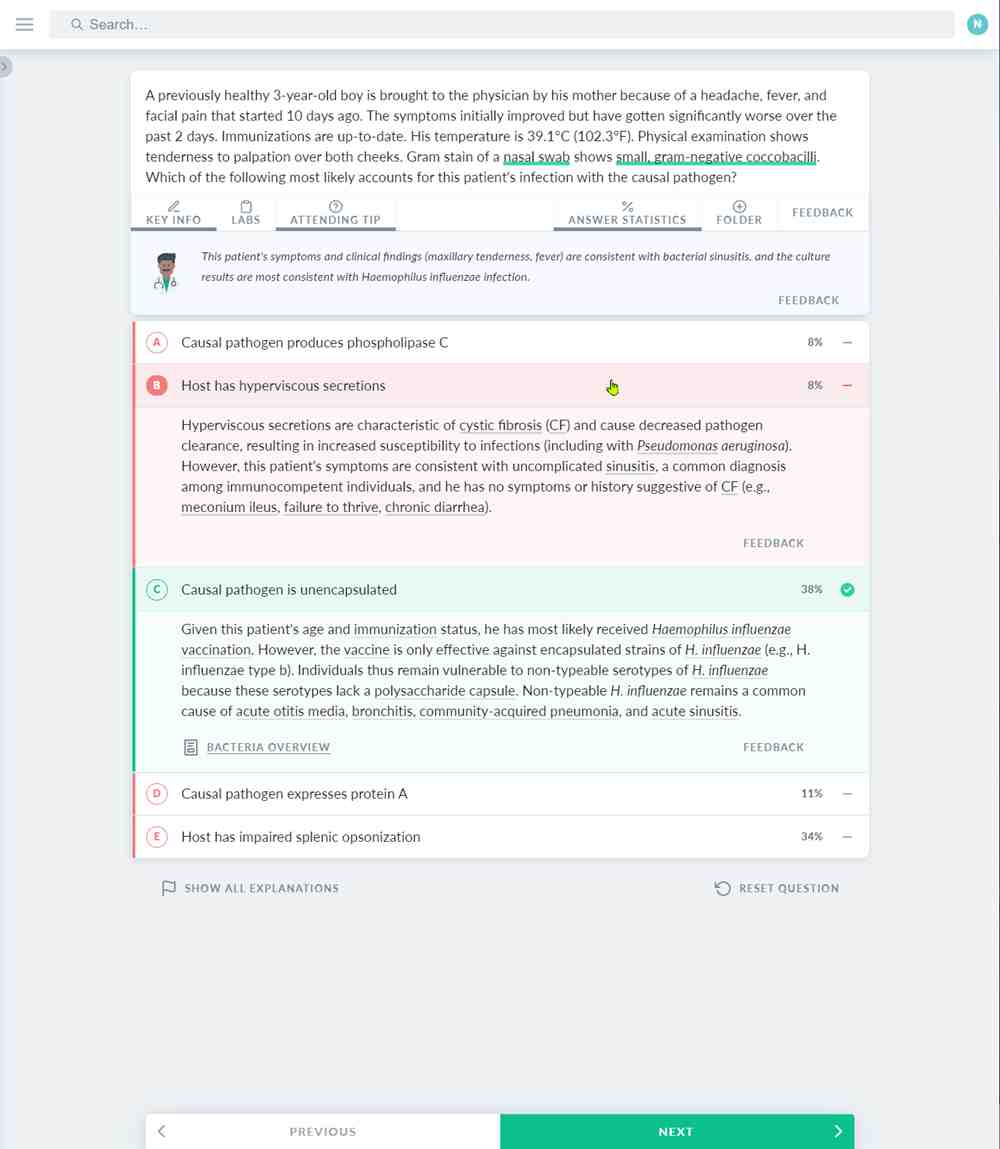 Search…
N
A previously healthy 3-year-old boy is brought to the physician by his mother because of a headache, fever, and
facial pain that started 10 days ago. The symptoms initially improved but have gotten significantly worse over the
past 2 days. Immunizations are up-to-date. His temperature is 39.1°C (102.3°F). Physical examination shows
tenderness to palpation over both cheeks. Gram stain of a nasal swab shows small, gram-negative coccobacilli.
Which of the following most likely accounts for this patient's infection with the causal pathogen?
KEY INFO
LABS
ATTENDING TIP
%
ANSWER STATISTICS
FOLDER
FEEDBACK
This patient's symptoms and clinical findings (maxillary tenderness, fever) are consistent with bacterial sinusitis, and the culture
results are most consistent with Haemophilus influenzae infection.
FEEDBACK
A Causal pathogen produces phospholipase C 8% –
B Host has hyperviscous secretions 8% –
Hyperviscous secretions are characteristic of cystic fibrosis (CF) and cause decreased pathogen
clearance, resulting in increased susceptibility to infections (including with Pseudomonas aeruginosa).
However, this patient's symptoms are consistent with uncomplicated sinusitis, a common diagnosis
among immunocompetent individuals, and he has no symptoms or history suggestive of CF (e.g.,
meconium ileus, failure to thrive, chronic diarrhea).
FEEDBACK
C Causal pathogen is unencapsulated 38%
Given this patient's age and immunization status, he has most likely received Haemophilus influenzae
vaccination. However, the vaccine is only effective against encapsulated strains of H. influenzae (e.g., H.
influenzae type b). Individuals thus remain vulnerable to non-typeable serotypes of H. influenzae
because these serotypes lack a polysaccharide capsule. Non-typeable H. influenzae remains a common
cause of acute otitis media, bronchitis, community-acquired pneumonia, and acute sinusitis.
BACTERIA OVERVIEW
FEEDBACK
D Causal pathogen expresses protein A 11% –
E Host has impaired splenic opsonization 34% –
SHOW ALL EXPLANATIONS
RESET QUESTION
PREVIOUS
NEXT